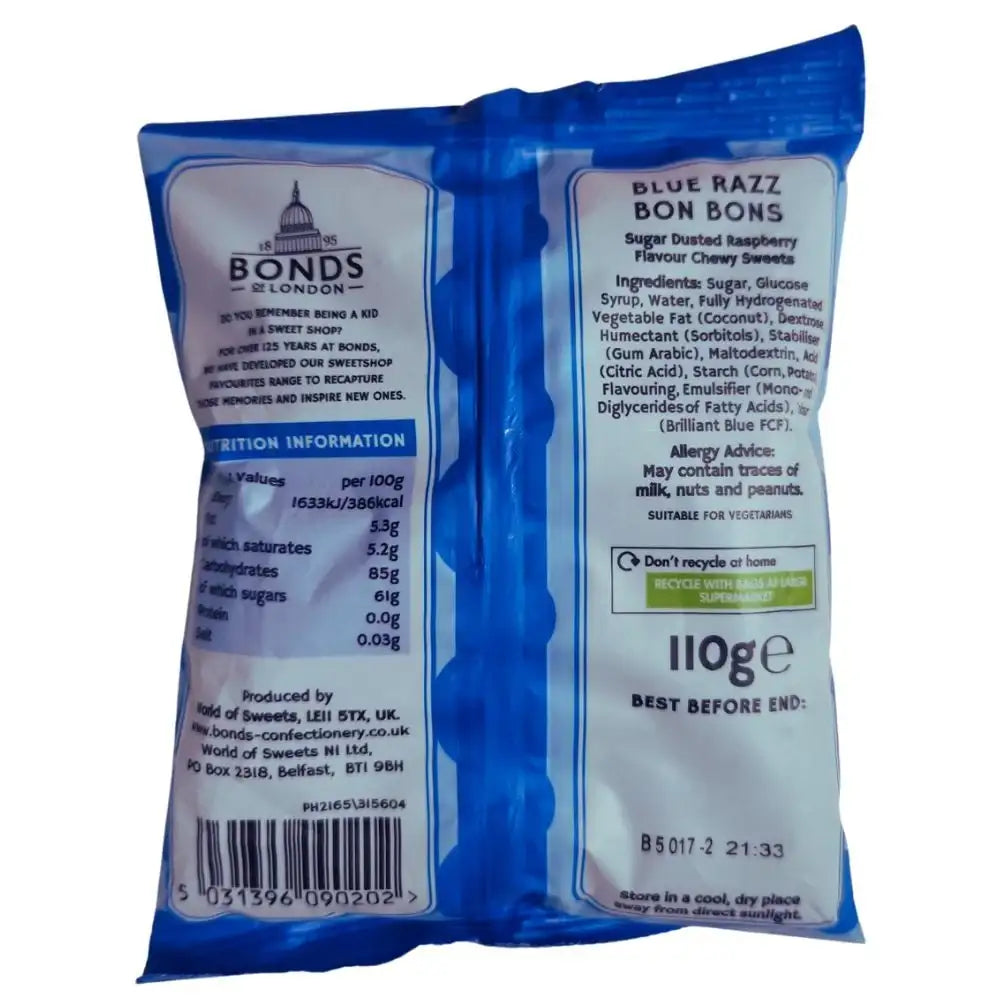 18 95
BONDS
OF LONDON
DO YOU REMEMBER BEING A KID
IN A SWEET SHOP?
FOR OVER 125 YEARS AT BONDS,
WE HAVE DEVELOPED OUR SWEETSHOP
FAVOURITES RANGE TO RECAPTURE
THOSE MEMORIES AND INSPIRE NEW ONES.
NUTRITION INFORMATION
Values per 100g
Energy 1633kJ/386kcal
Fat 5.3g
of which saturates 5.2g
Carbohydrates 85g
of which sugars 61g
Protein 0.0g
Salt 0.03g
Produced by
World of Sweets, LE11 5TX, UK.
www.bonds-confectionery.co.uk
World of Sweets NI Ltd,
PO Box 2318, Belfast, BT1 9BH
PH2165\315604
5 031396 090202 >
BLUE RAZZ
BON BONS
Sugar Dusted Raspberry
Flavour Chewy Sweets
Ingredients: Sugar, Glucose
Syrup, Water, Fully Hydrogenated
Vegetable Fat (Coconut), Dextrose
Humectant (Sorbitols), Stabiliser
(Gum Arabic), Maltodextrin, Acid
(Citric Acid), Starch (Corn, Potato
Flavouring, Emulsifier (Mono-
Diglycerides of Fatty Acids),
(Brilliant Blue FCF).
Allergy Advice:
May contain traces of
milk, nuts and peanuts.
SUITABLE FOR VEGETARIANS
Don't recycle at home
RECYCLE WITH BAGS AT LARGER
SUPERMARKET
110g e
BEST BEFORE END:
B5 017-2 21:33
Store in a cool, dry place
away from direct sunlight.